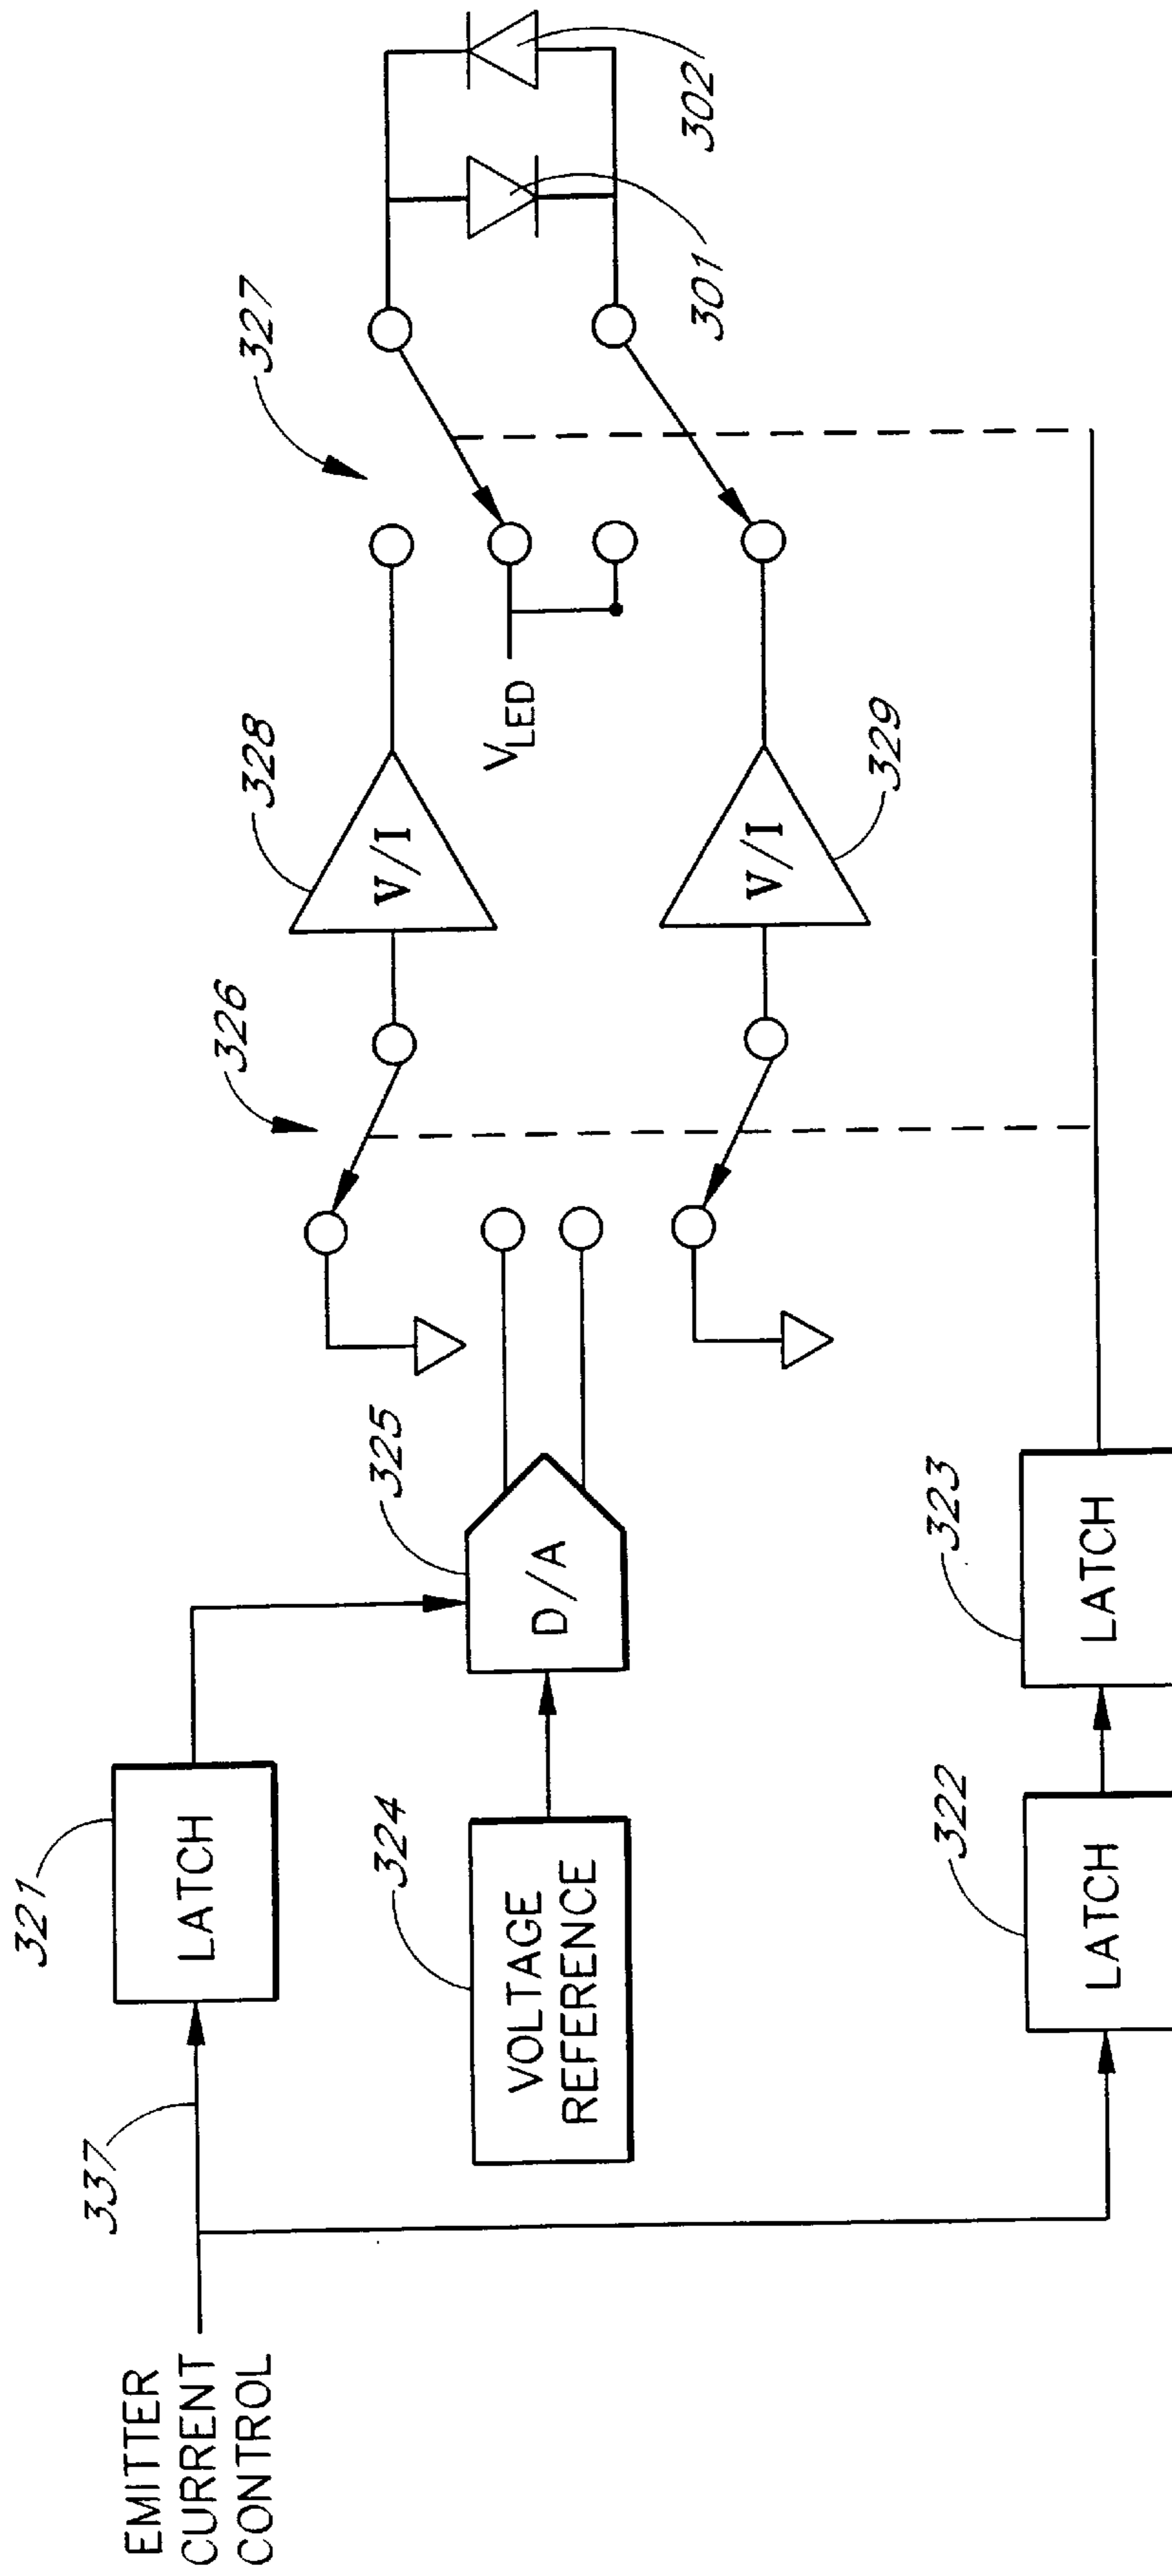 EMITTER
CURRENT
CONTROL
337
321
LATCH
324
VOLTAGE
REFERENCE
325
D/A
326
328
V/I
327
V_LED
329
V/I
301
302
322
LATCH
323
LATCH